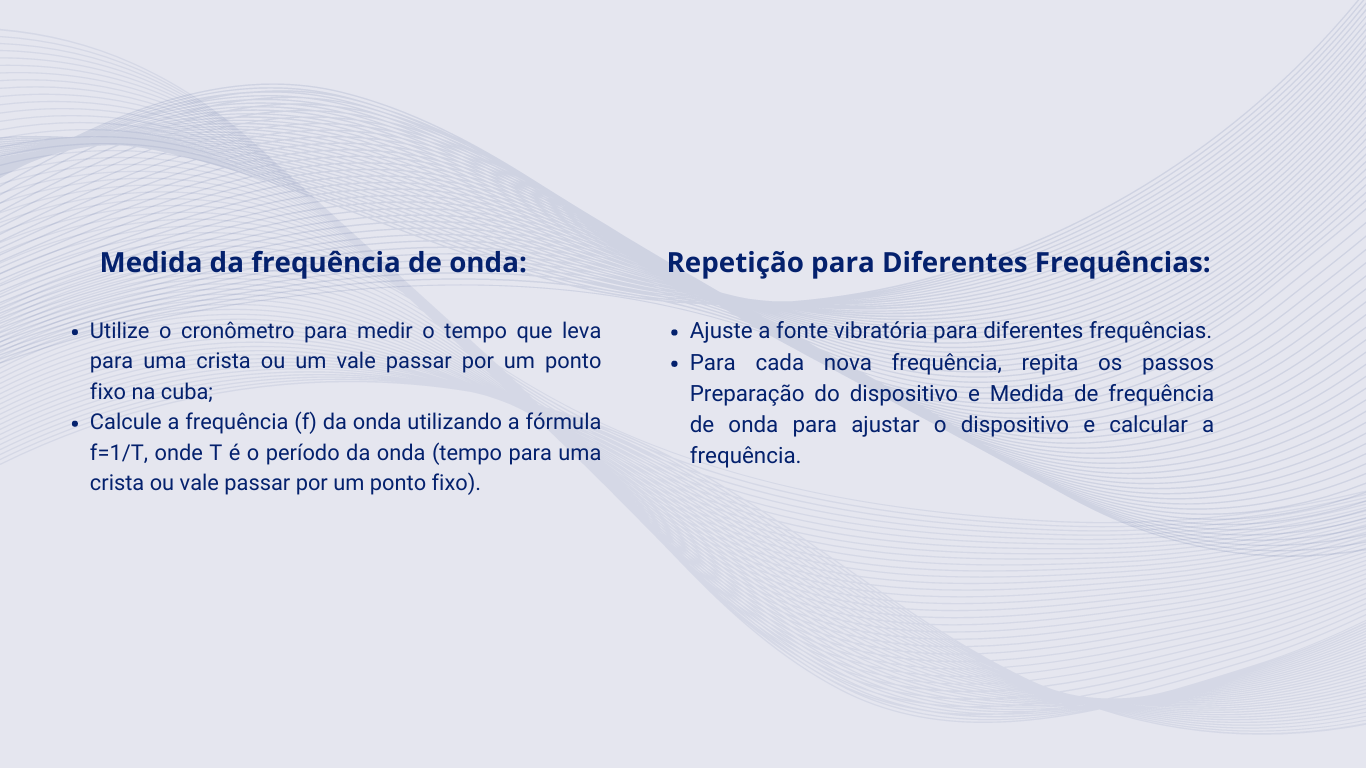 Medida da frequência de onda:
• Utilize o cronômetro para medir o tempo que leva
para uma crista ou um vale passar por um ponto
fixo na cuba;
• Calcule a frequência (f) da onda utilizando a fórmula
f=1/T, onde T é o período da onda (tempo para uma
crista ou vale passar por um ponto fixo).
Repetição para Diferentes Frequências:
• Ajuste a fonte vibratória para diferentes frequências.
• Para cada nova frequência, repita os passos
Preparação do dispositivo e Medida de frequência
de onda para ajustar o dispositivo e calcular a
frequência.